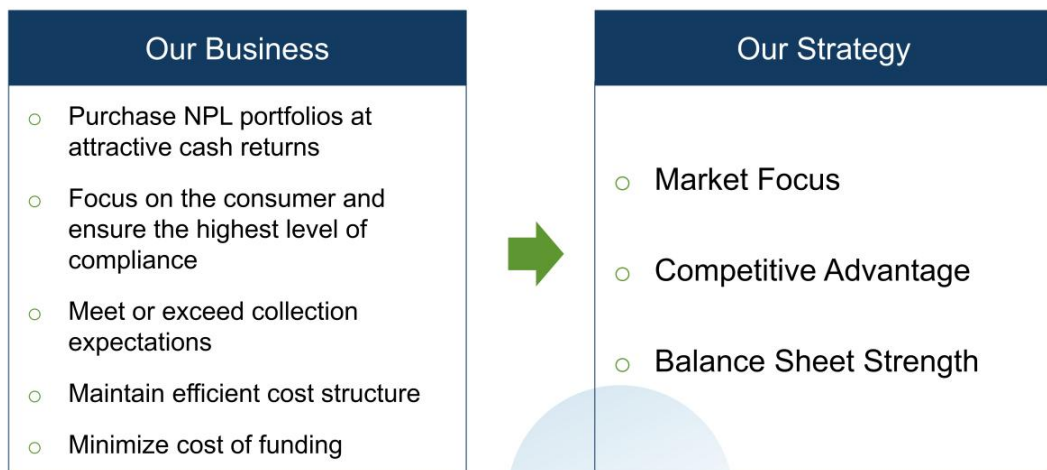 Our Business
○ Purchase NPL portfolios at
attractive cash returns
○ Focus on the consumer and
ensure the highest level of
compliance
○ Meet or exceed collection
expectations
○ Maintain efficient cost structure
○ Minimize cost of funding
Our Strategy
○ Market Focus
○ Competitive Advantage
○ Balance Sheet Strength